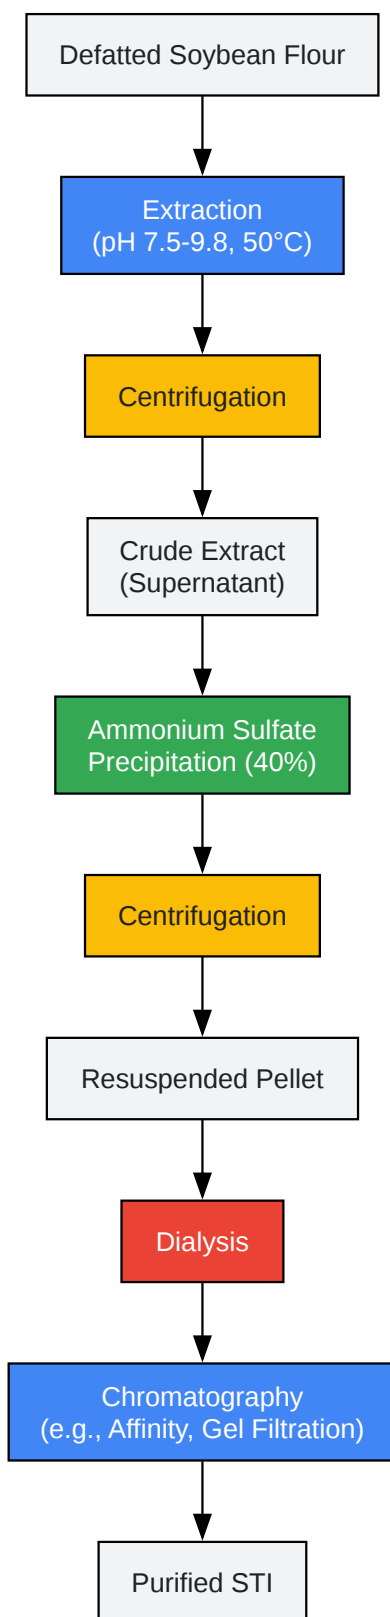 Defatted Soybean Flour
Extraction
(pH 7.5-9.8, 50°C)
Centrifugation
Crude Extract
(Supernatant)
Ammonium Sulfate
Precipitation (40%)
Centrifugation
Resuspended Pellet
Dialysis
Chromatography
(e.g., Affinity, Gel Filtration)
Purified STI